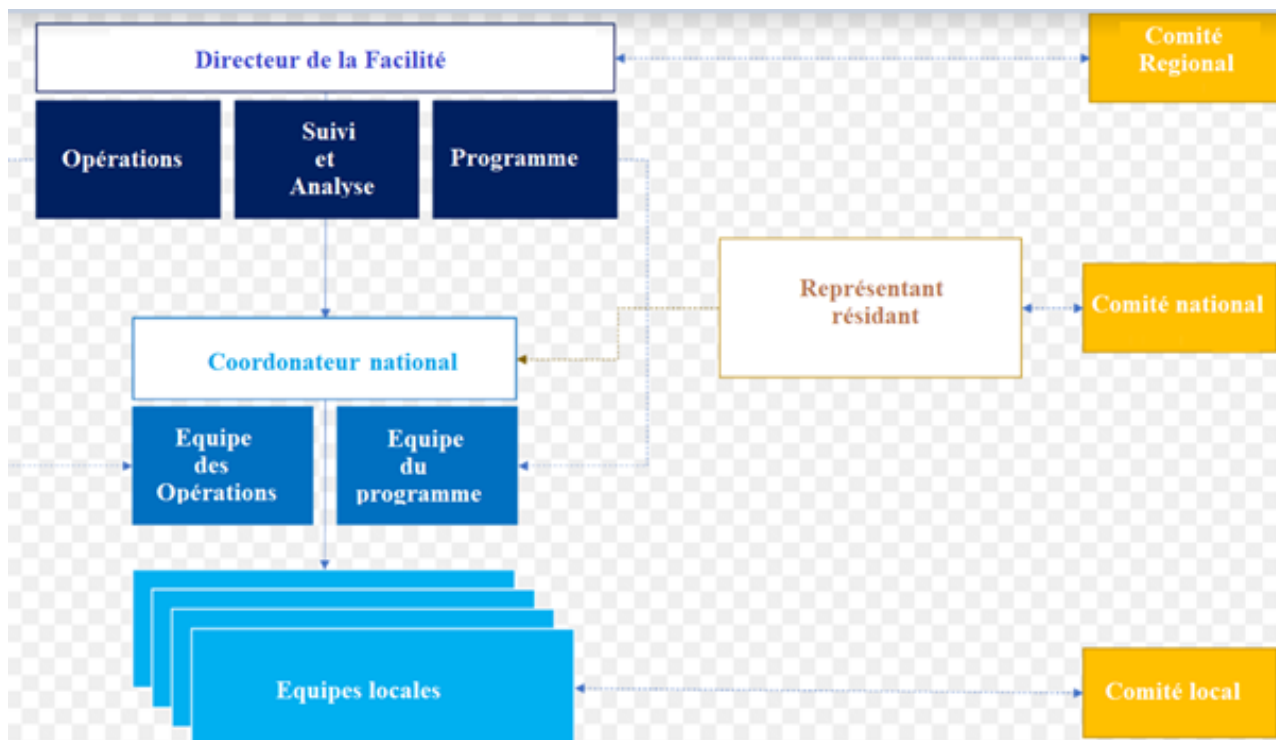 Directeur de la Facilité
Comité
Regional
Opérations
Suivi
et
Analyse
Programme
Représentant
résidant
Comité national
Coordonateur national
Equipe
des
Opérations
Equipe
du
programme
Equipes locales
Comité local